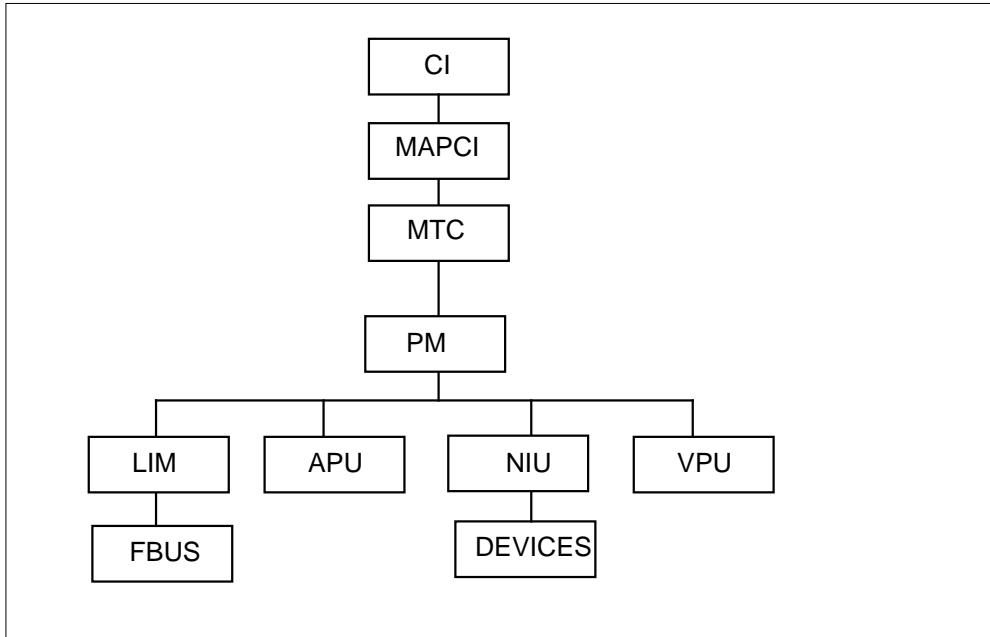 CI
MAPCI
MTC
PM
LIM
APU
NIU
VPU
FBUS
DEVICES